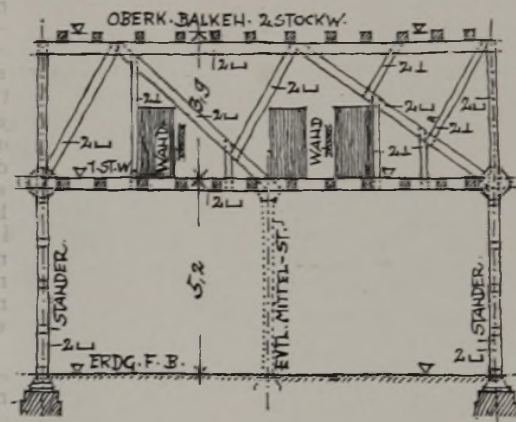 OBERK. BALKEN. 2 STOCKW.
2⊔
2⊔
2⊥
2⊥
3,9
2⊔
2⊔
2⊔
2⊥
2⊥
WAND
WAND
1. ST. W.
2⊔
STÄNDER.
5,2
EVTL. MITTEL-ST.
STÄNDER.
2⊔
2⊏
ERDG. F. B.